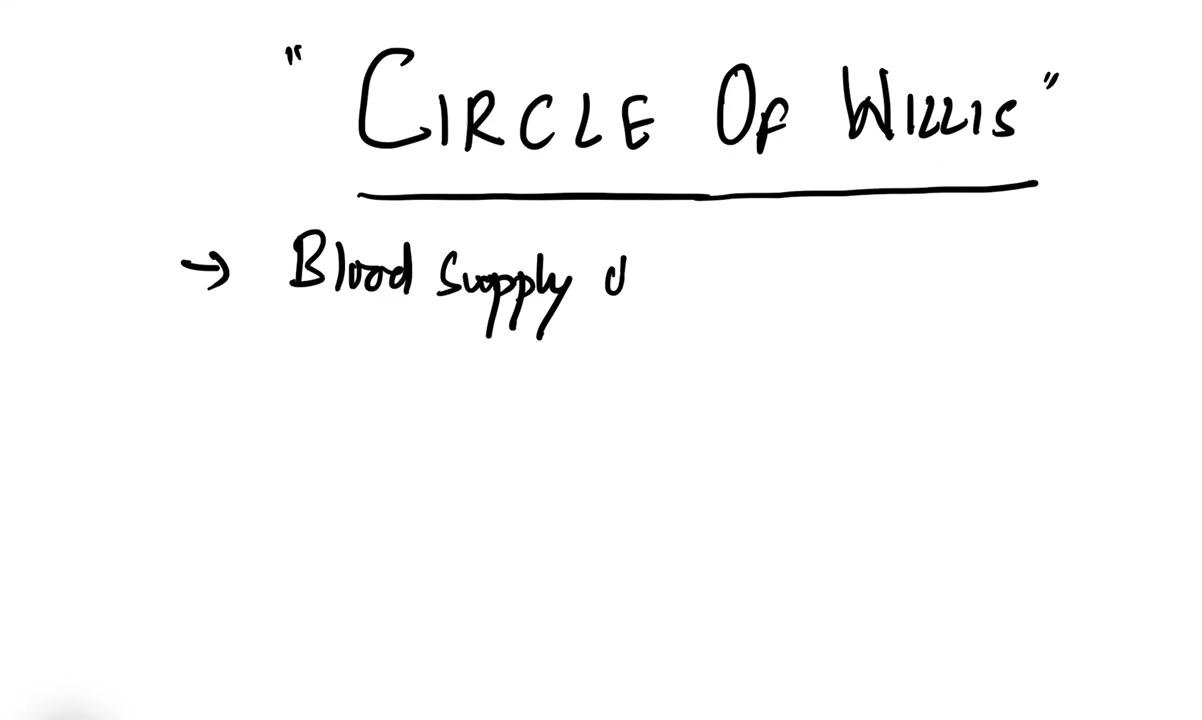 " CIRCLE OF WILLIS "
→ Blood Supply